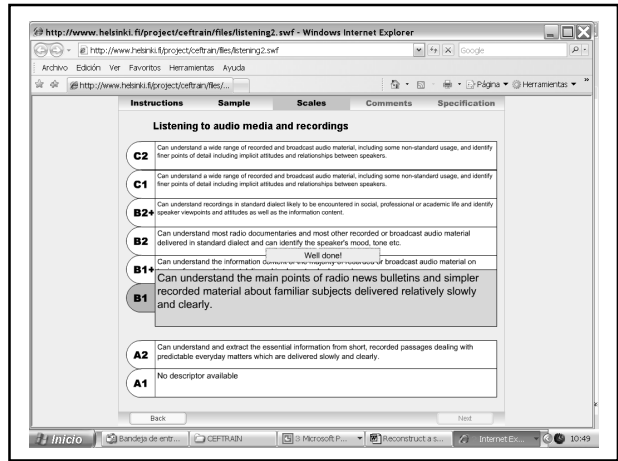 http://www.helsinki.fi/project/ceftrain/files/listening2.swf - Windows Internet Explorer
http://www.helsinki.fi/project/ceftrain/files/listening2.swf
Google
Archivo Edición Ver Favoritos Herramientas Ayuda
http://www.helsinki.fi/project/ceftrain/files/...
Página Herramientas »
Instructions Sample Scales Comments Specification
Listening to audio media and recordings
C2 Can understand a wide range of recorded and broadcast audio material, including some non-standard usage, and identify
finer points of detail including implicit attitudes and relationships between speakers.
C1 Can understand a wide range of recorded and broadcast audio material, including some non-standard usage, and identify
finer points of detail including implicit attitudes and relationships between speakers.
B2+ Can understand recordings in standard dialect likely to be encountered in social, professional or academic life and identify
speaker viewpoints and attitudes as well as the information content.
B2 Can understand most radio documentaries and most other recorded or broadcast audio material
delivered in standard dialect and can identify the speaker's mood, tone etc.
Well done!
B1+ Can understand the information of the majority of recorded or broadcast audio material on
B1 Can understand the main points of radio news bulletins and simpler
recorded material about familiar subjects delivered relatively slowly
and clearly.
A2 Can understand and extract the essential information from short, recorded passages dealing with
predictable everyday matters which are delivered slowly and clearly.
A1 No descriptor available
Back Next
Inicio Bandeja de entr... CEFTRAIN 3 Microsoft P... Reconstruct a s... Internet Ex... 10:49